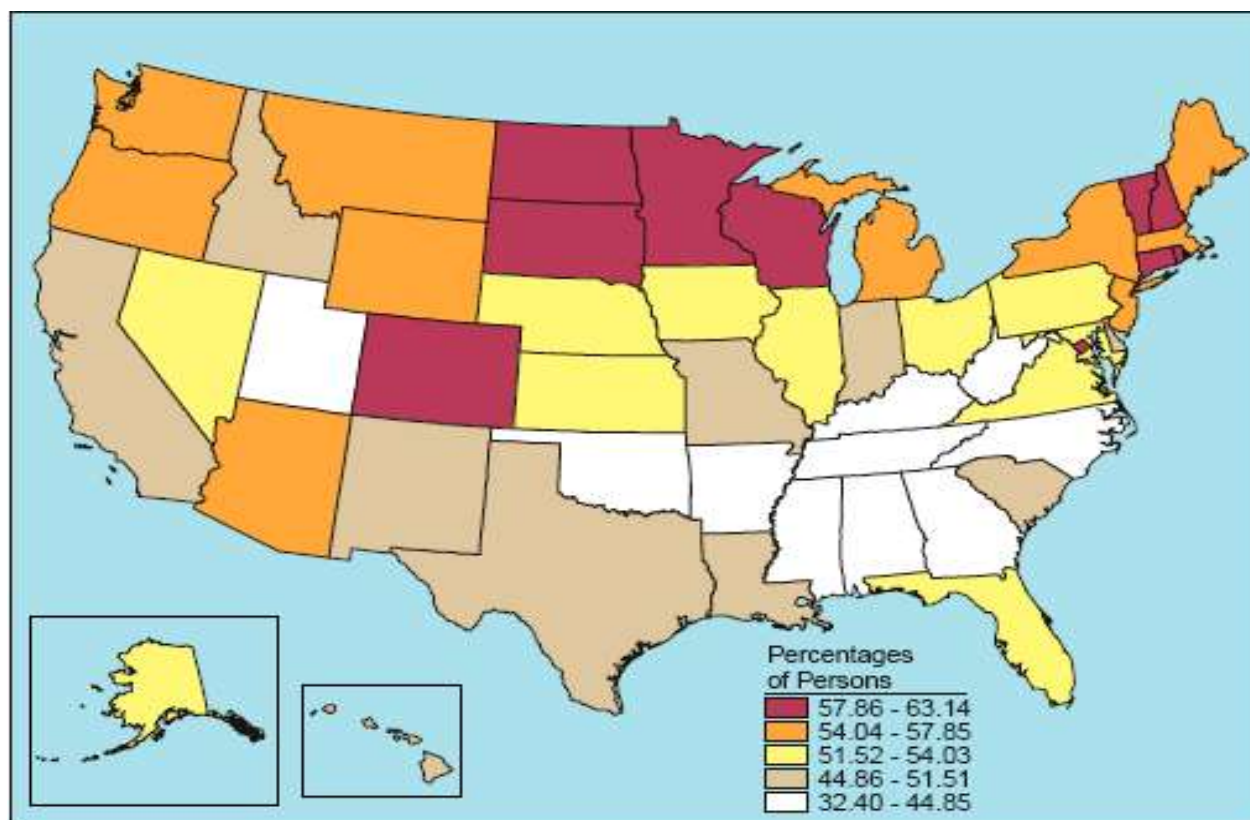 Percentages
of Persons
57.86 - 63.14
54.04 - 57.85
51.52 - 54.03
44.86 - 51.51
32.40 - 44.85